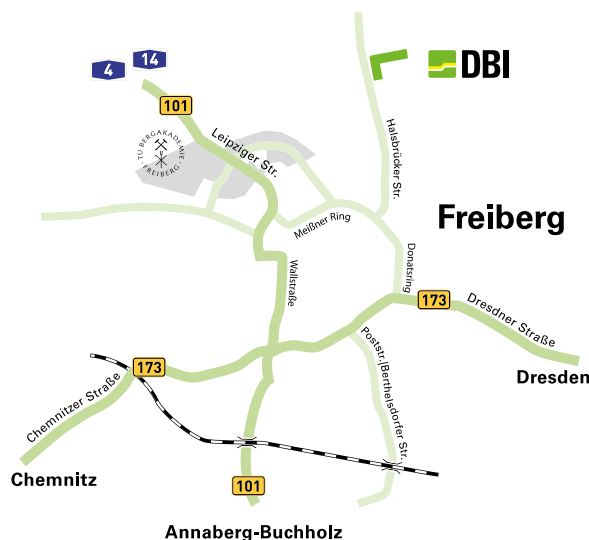 4
14
DBI
101
TU BERGAKADEMIE
· FREIBERG ·
Leipziger Str.
Halsbrücker Str.
Meißner Ring
Freiberg
Donatsring
Wallstraße
173
Dresdner Straße
Poststr./Berthelsdorfer Str.
173
Dresden
Chemnitzer Straße
Chemnitz
101
Annaberg-Buchholz